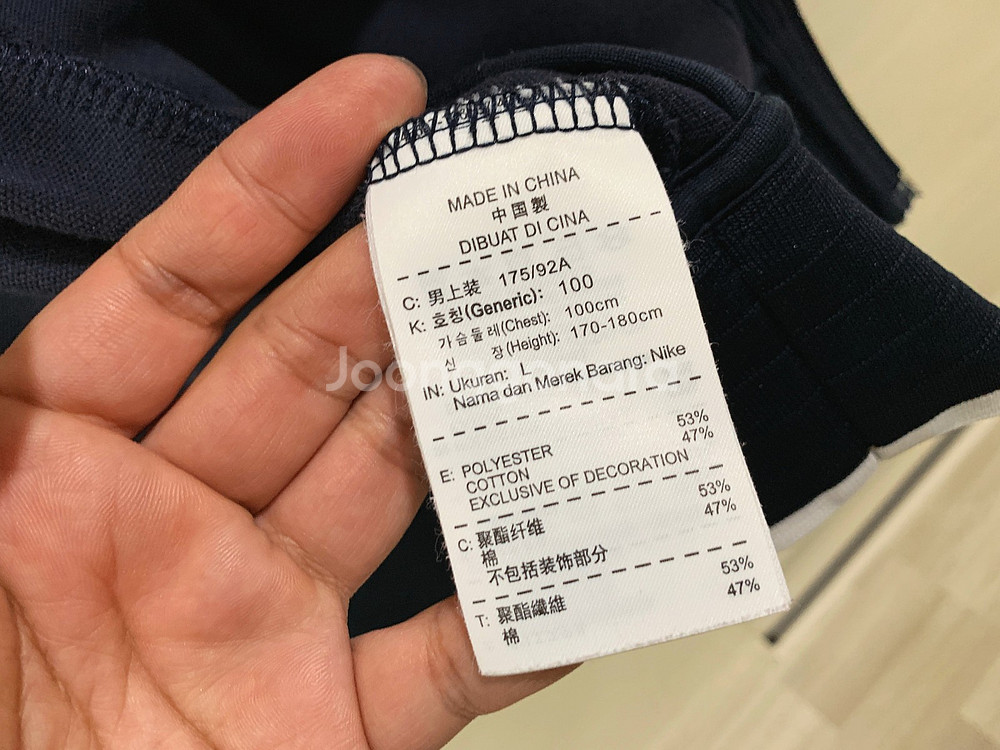 MADE IN CHINA
中国製
DIBUAT DI CINA
C: 男上装 175/92A
K: 호칭(Generic): 100
가슴둘레(Chest): 100cm
신 장(Height): 170-180cm
iN: Ukuran: L
Nama dan Merek Barang: Nike
E: POLYESTER 53%
COTTON 47%
EXCLUSIVE OF DECORATION
C: 聚酯纤维 53%
棉 47%
不包括装饰部分
T: 聚酯纖維 53%
棉 47%